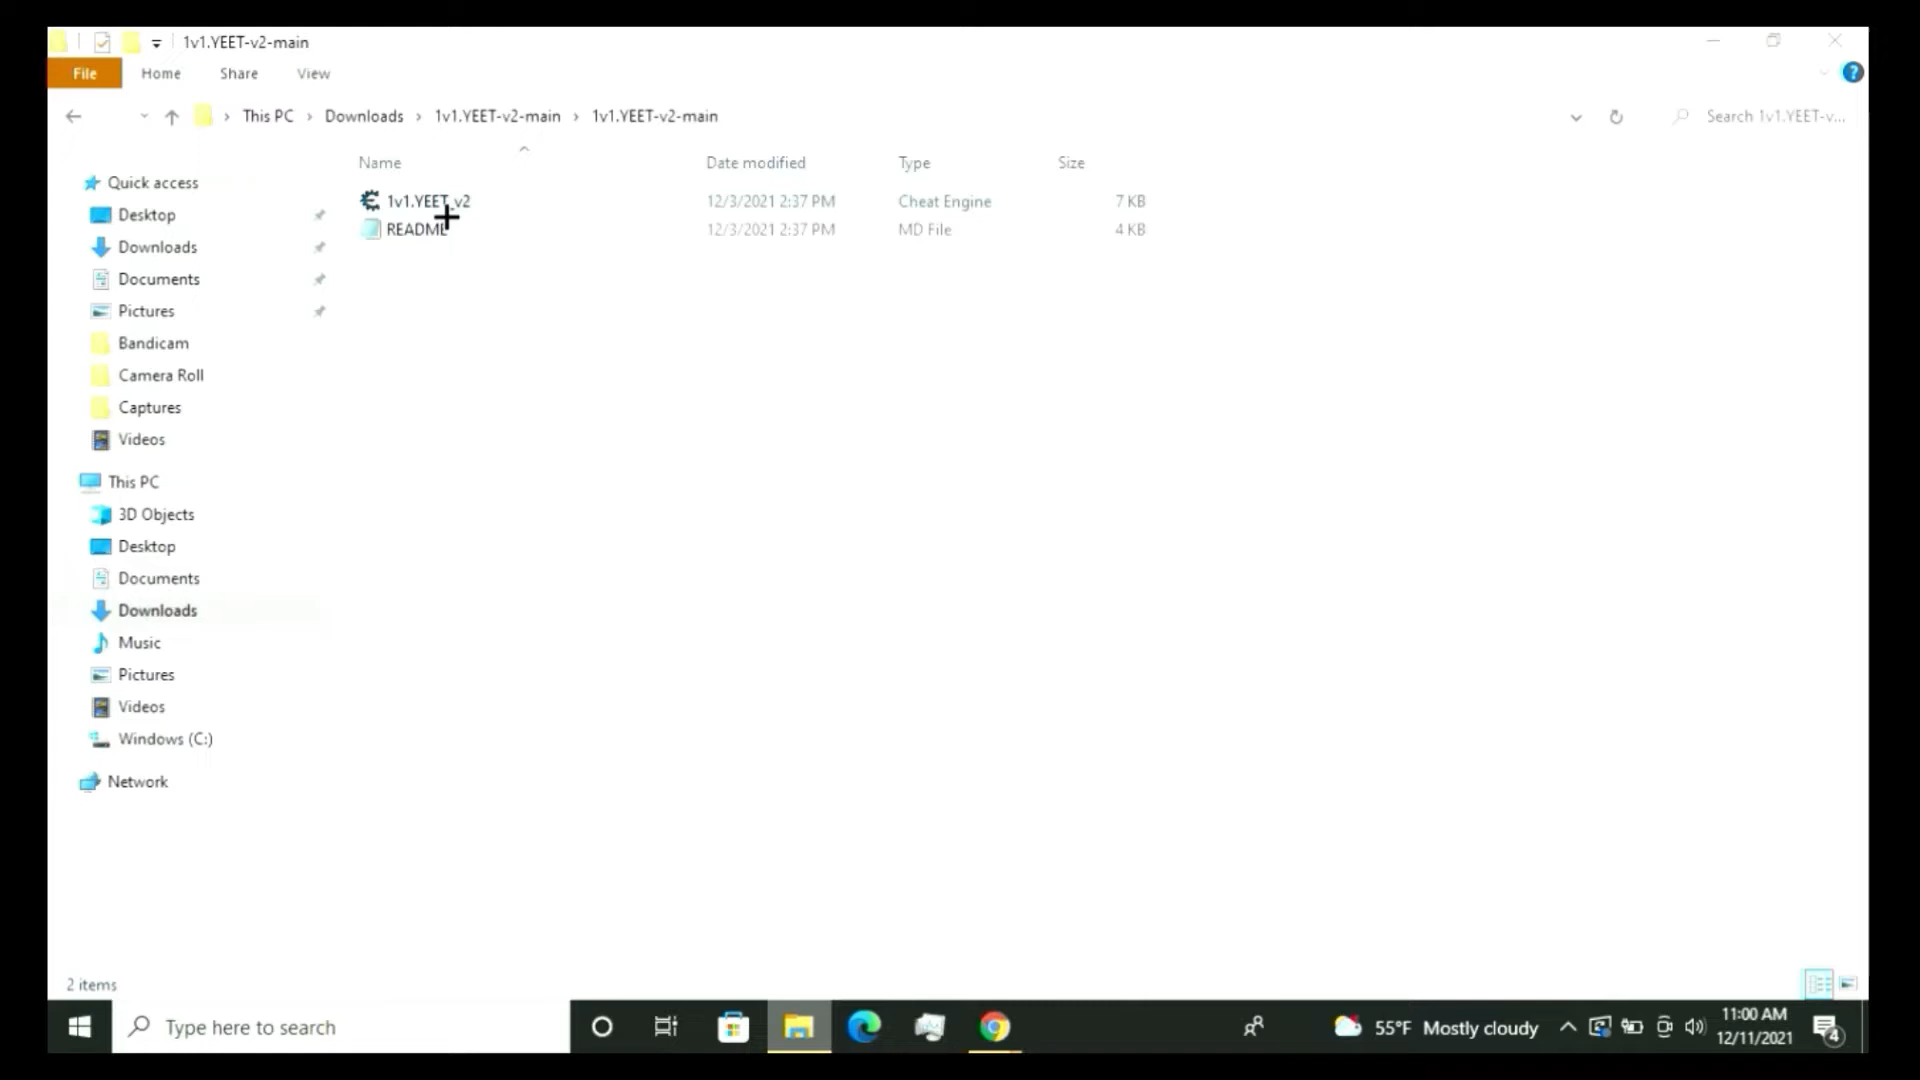 1v1.YEET-v2-main
File Home Share View
This PC Downloads 1v1.YEET-v2-main 1v1.YEET-v2-main Search 1v1.YEET-v...
Name Date modified Type Size
1v1.YEET_v2 12/3/2021 2:37 PM Cheat Engine 7 KB
README 12/3/2021 2:37 PM MD File 4 KB
Quick access
Desktop
Downloads
Documents
Pictures
Bandicam
Camera Roll
Captures
Videos
This PC
3D Objects
Desktop
Documents
Downloads
Music
Pictures
Videos
Windows (C:)
Network
2 items
Type here to search
55°F Mostly cloudy
11:00 AM
12/11/2021
4